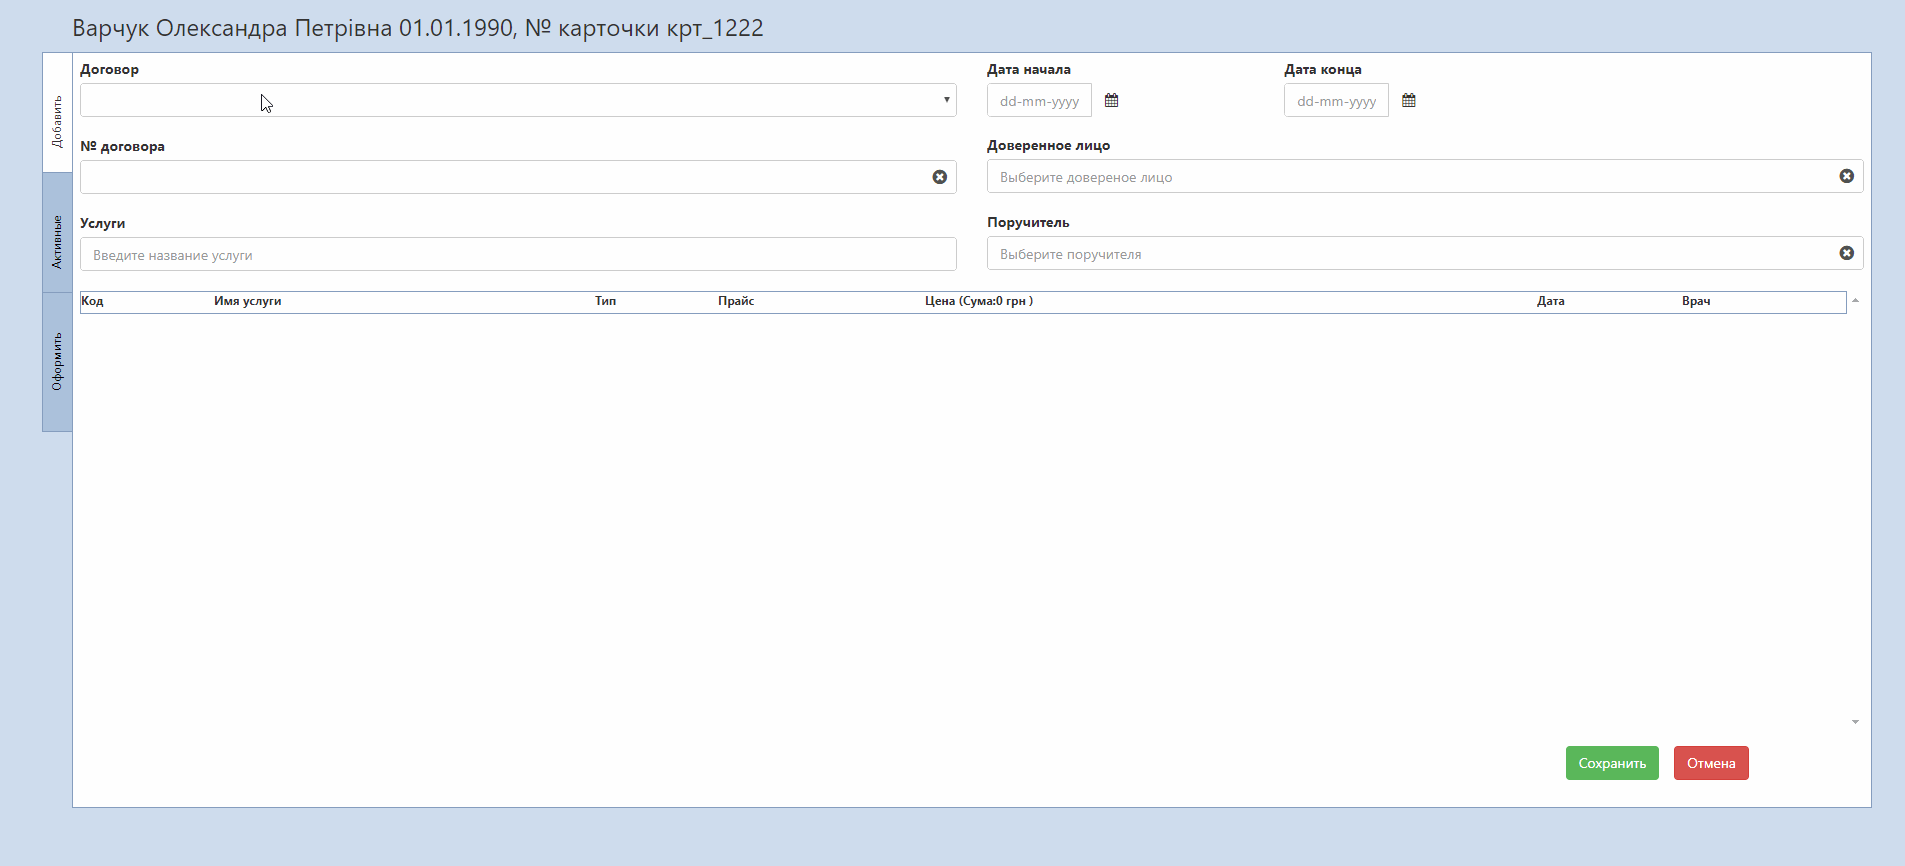 Варчук Олександра Петрівна 01.01.1990, № карточки крт_1222
Добавить
Активные
Оформить
Договор
Дата начала
Дата конца
dd-mm-yyyy
dd-mm-yyyy
№ договора
Доверенное лицо
Выберите довереное лицо
Услуги
Поручитель
Введите название услуги
Выберите поручителя
Код Имя услуги Тип Прайс Цена (Сума:0 грн ) Дата Врач
Сохранить
Отмена